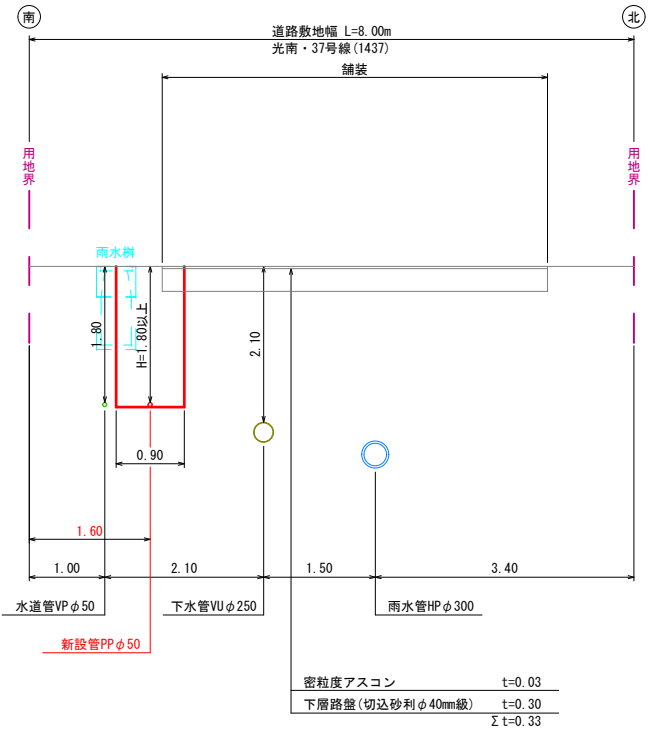 南
北
道路敷地幅 L=8.00m
光南・37号線(1437)
舗装
用地界
用地界
雨水桝
1.80
H=1.80以上
2.10
0.90
1.60
1.00
2.10
1.50
3.40
水道管VPφ50
下水管VUφ250
雨水管HPφ300
新設管PPφ50
密粒度アスコン t=0.03
下層路盤(切込砂利φ40mm級) t=0.30
Σt=0.33